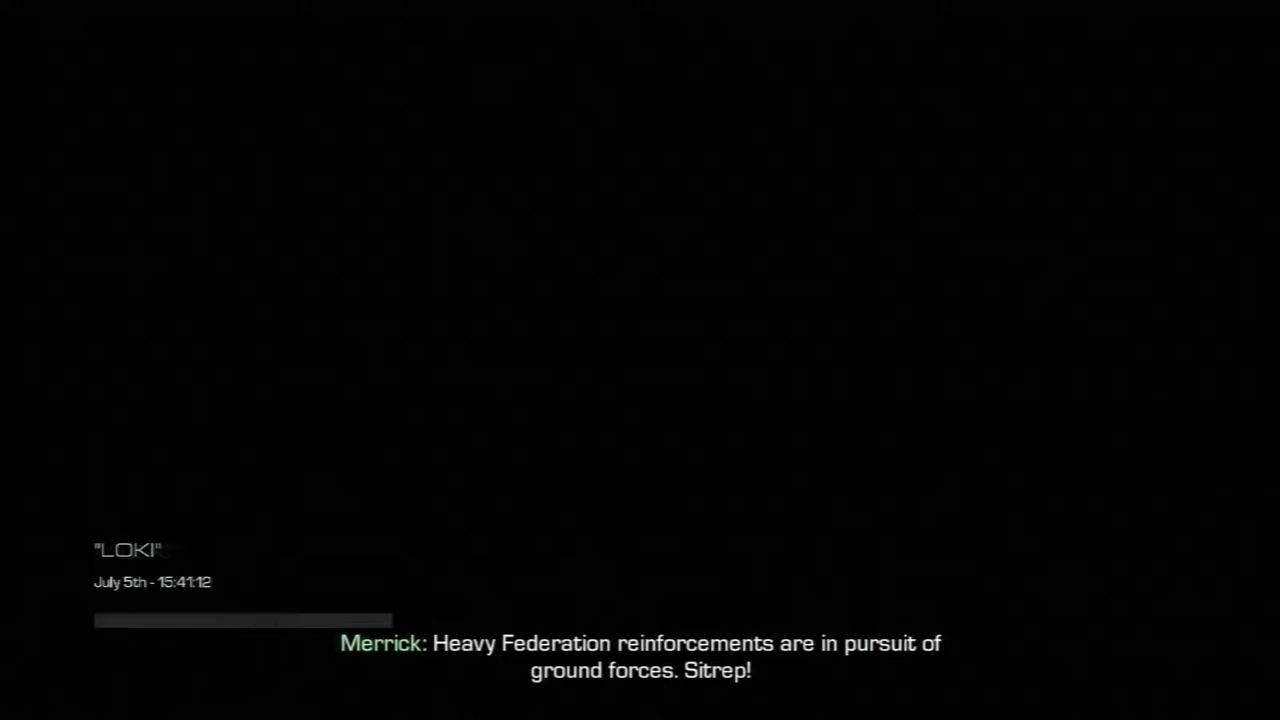 "LOKI"
July 5th - 15:41:12
Merrick: Heavy Federation reinforcements are in pursuit of
ground forces. Sitrep!